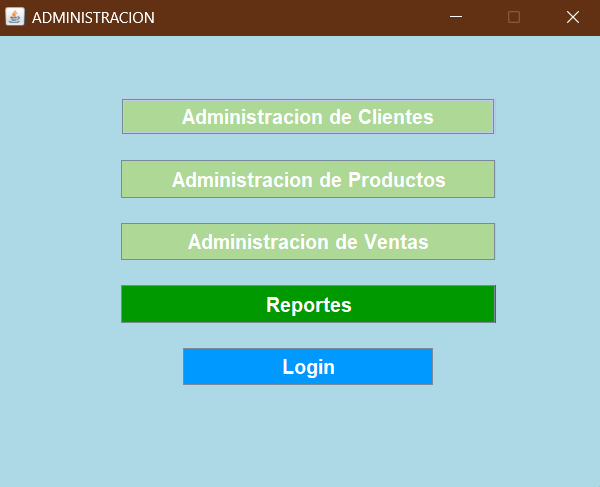 ADMINISTRACION
Administracion de Clientes
Administracion de Productos
Administracion de Ventas
Reportes
Login